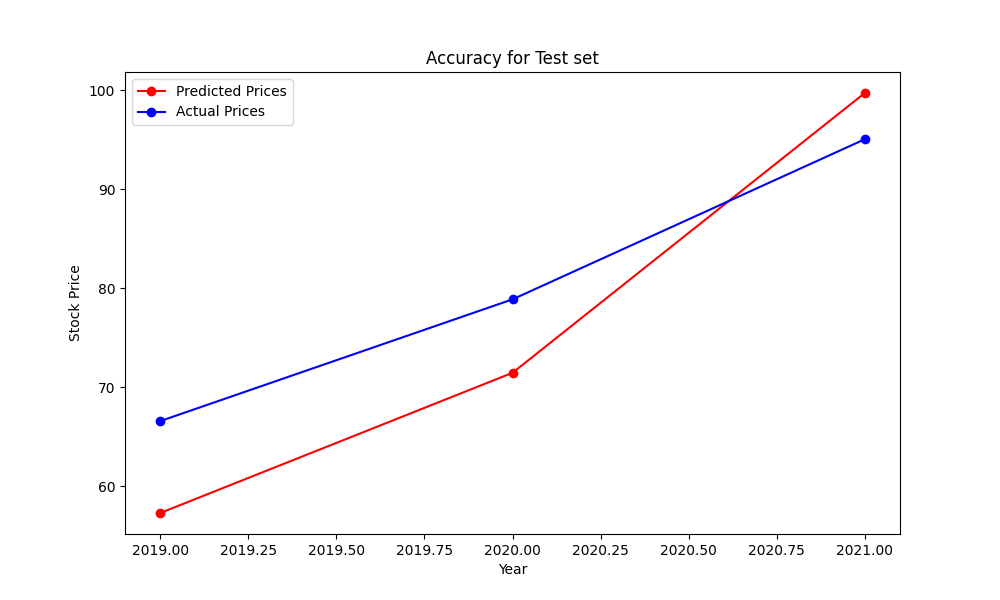 Accuracy for Test set
Predicted Prices
Actual Prices
100
90
80
70
60
Stock Price
2019.00 2019.25 2019.50 2019.75 2020.00 2020.25 2020.50 2020.75 2021.00
Year